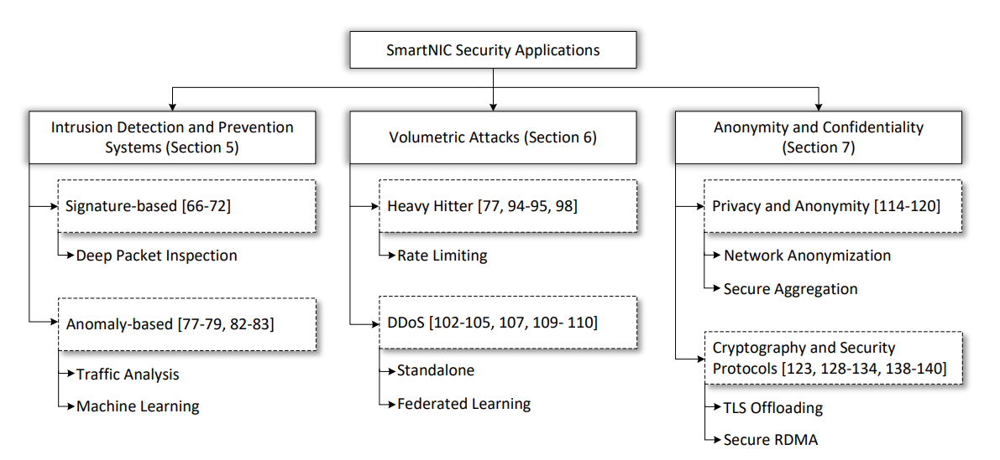 SmartNIC Security Applications
Intrusion Detection and Prevention
Systems (Section 5)
Signature-based [66-72]
Deep Packet Inspection
Anomaly-based [77-79, 82-83]
Traffic Analysis
Machine Learning
Volumetric Attacks (Section 6)
Heavy Hitter [77, 94-95, 98]
Rate Limiting
DDoS [102-105, 107, 109- 110]
Standalone
Federated Learning
Anonymity and Confidentiality
(Section 7)
Privacy and Anonymity [114-120]
Network Anonymization
Secure Aggregation
Cryptography and Security
Protocols [123, 128-134, 138-140]
TLS Offloading
Secure RDMA